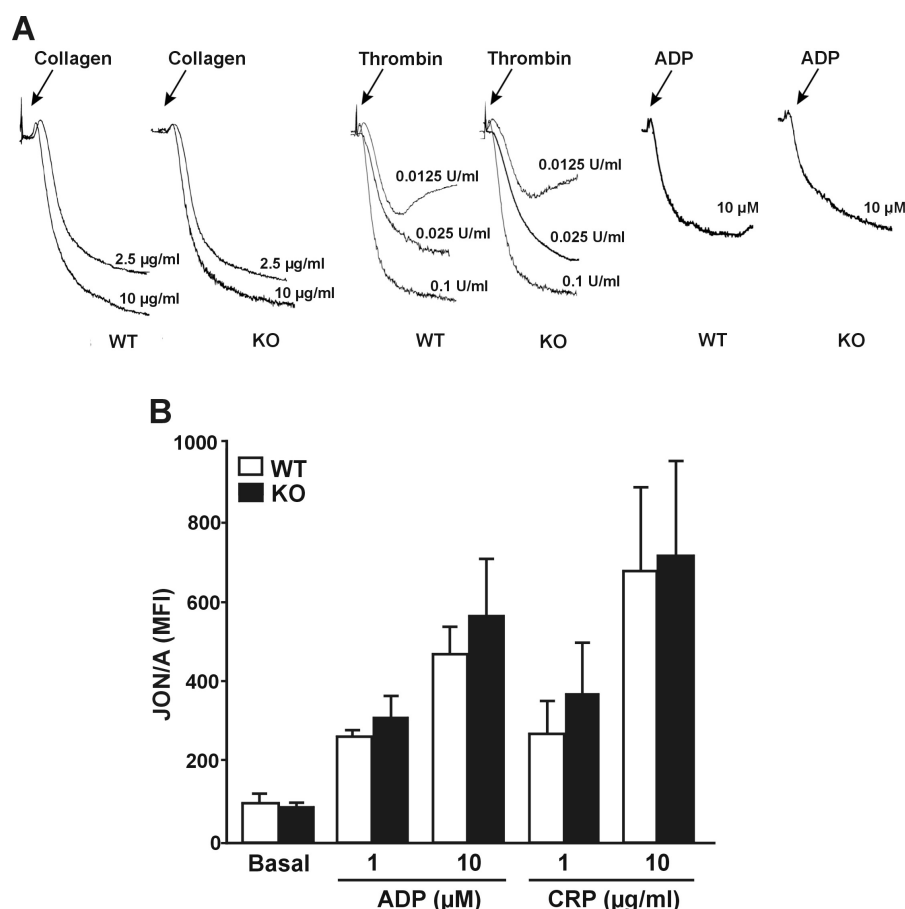 A
Collagen Collagen Thrombin Thrombin ADP ADP
0.0125 U/ml 0.0125 U/ml
10 µM 10 µM
0.025 U/ml 0.025 U/ml
2.5 µg/ml 2.5 µg/ml
0.1 U/ml 0.1 U/ml
10 µg/ml 10 µg/ml
WT KO WT KO WT KO
B
1000
WT
KO
800
600
400
200
0
JON/A (MFI)
Basal 1 10 1 10
ADP (µM) CRP (µg/ml)